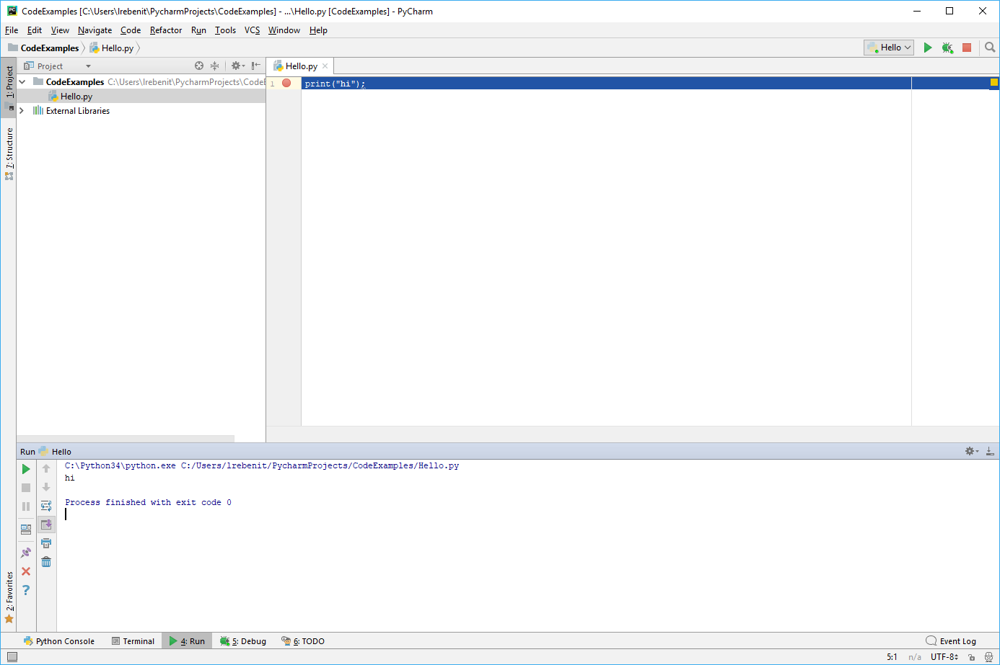 CodeExamples [C:\Users\lrebenit\PycharmProjects\CodeExamples] - ...\Hello.py [CodeExamples] - PyCharm
File Edit View Navigate Code Refactor Run Tools VCS Window Help
CodeExamples Hello.py Hello
1: Project
7: Structure
2: Favorites
Project
CodeExamples C:\Users\lrebenit\PycharmProjects\CodeE
Hello.py
External Libraries
Hello.py
1 print("hi");
Run Hello
C:\Python34\python.exe C:/Users/lrebenit/PycharmProjects/CodeExamples/Hello.py
hi
Process finished with exit code 0
Python Console Terminal 4: Run 5: Debug 6: TODO Event Log
5:1 n/a UTF-8